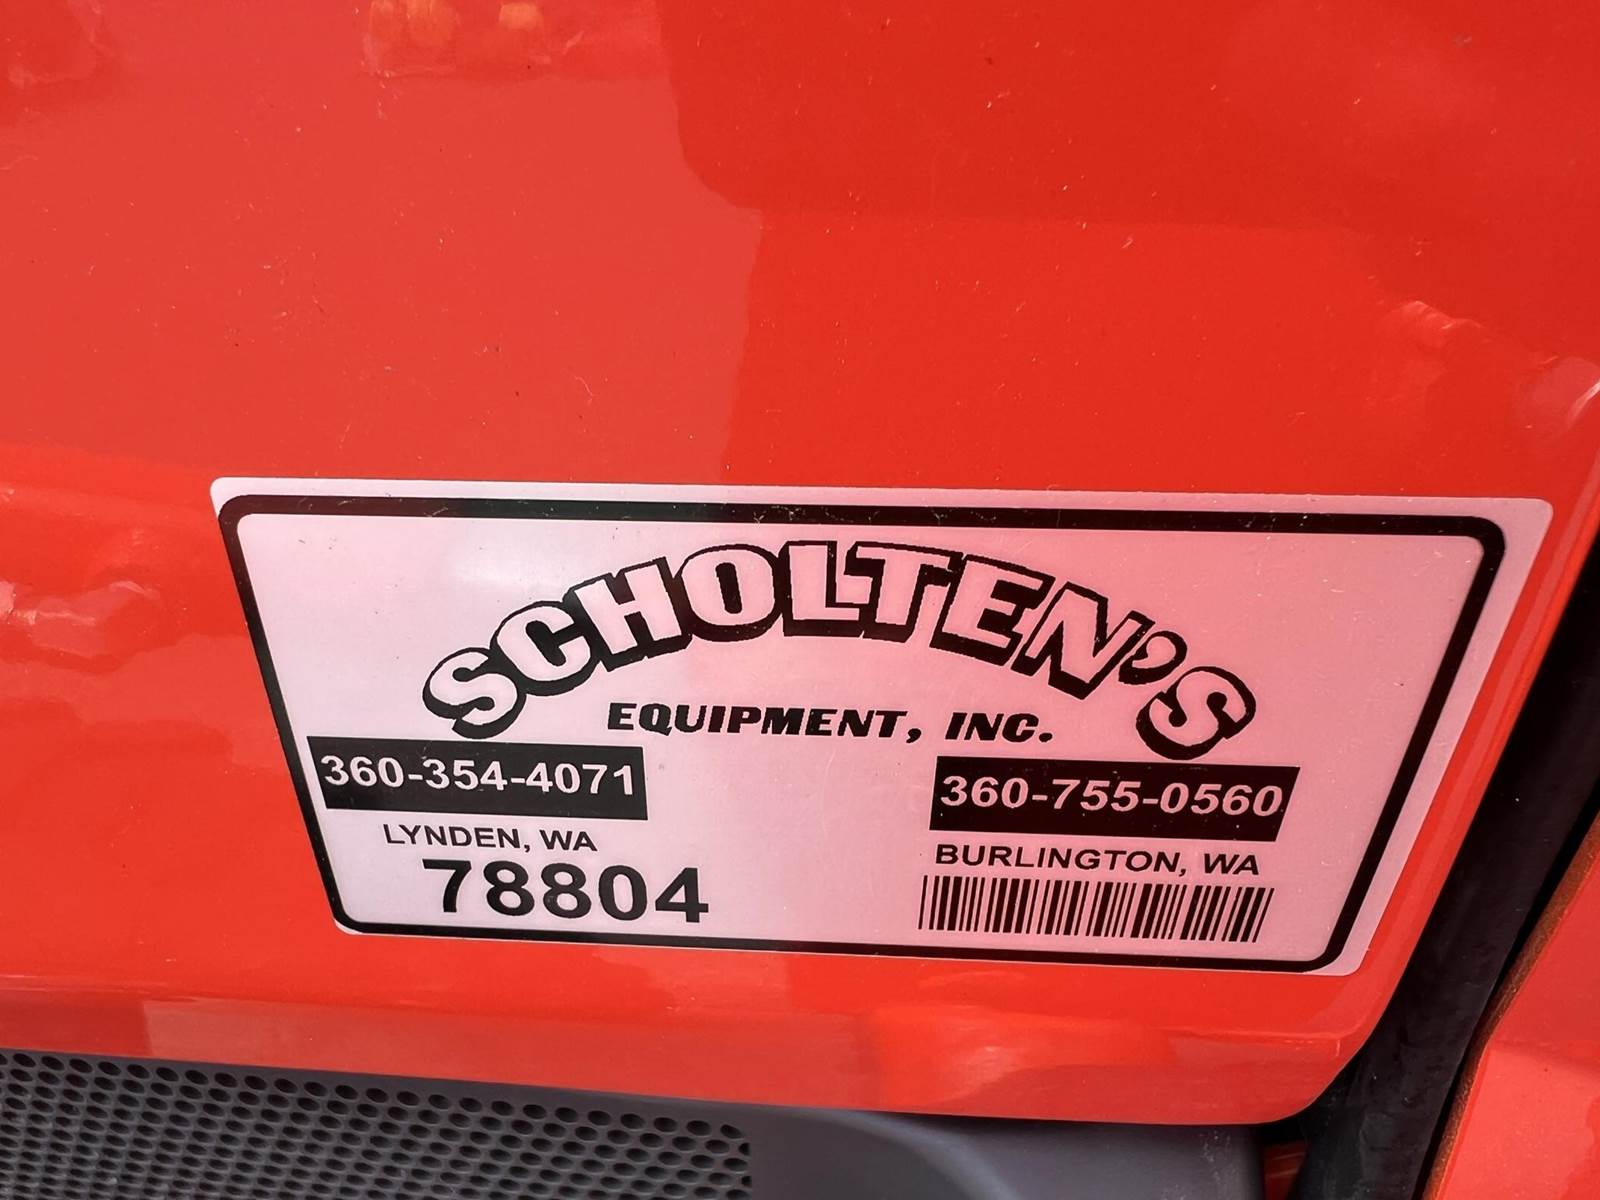 SCHOLTEN'S
EQUIPMENT, INC.
360-354-4071
LYNDEN, WA
78804
360-755-0560
BURLINGTON, WA